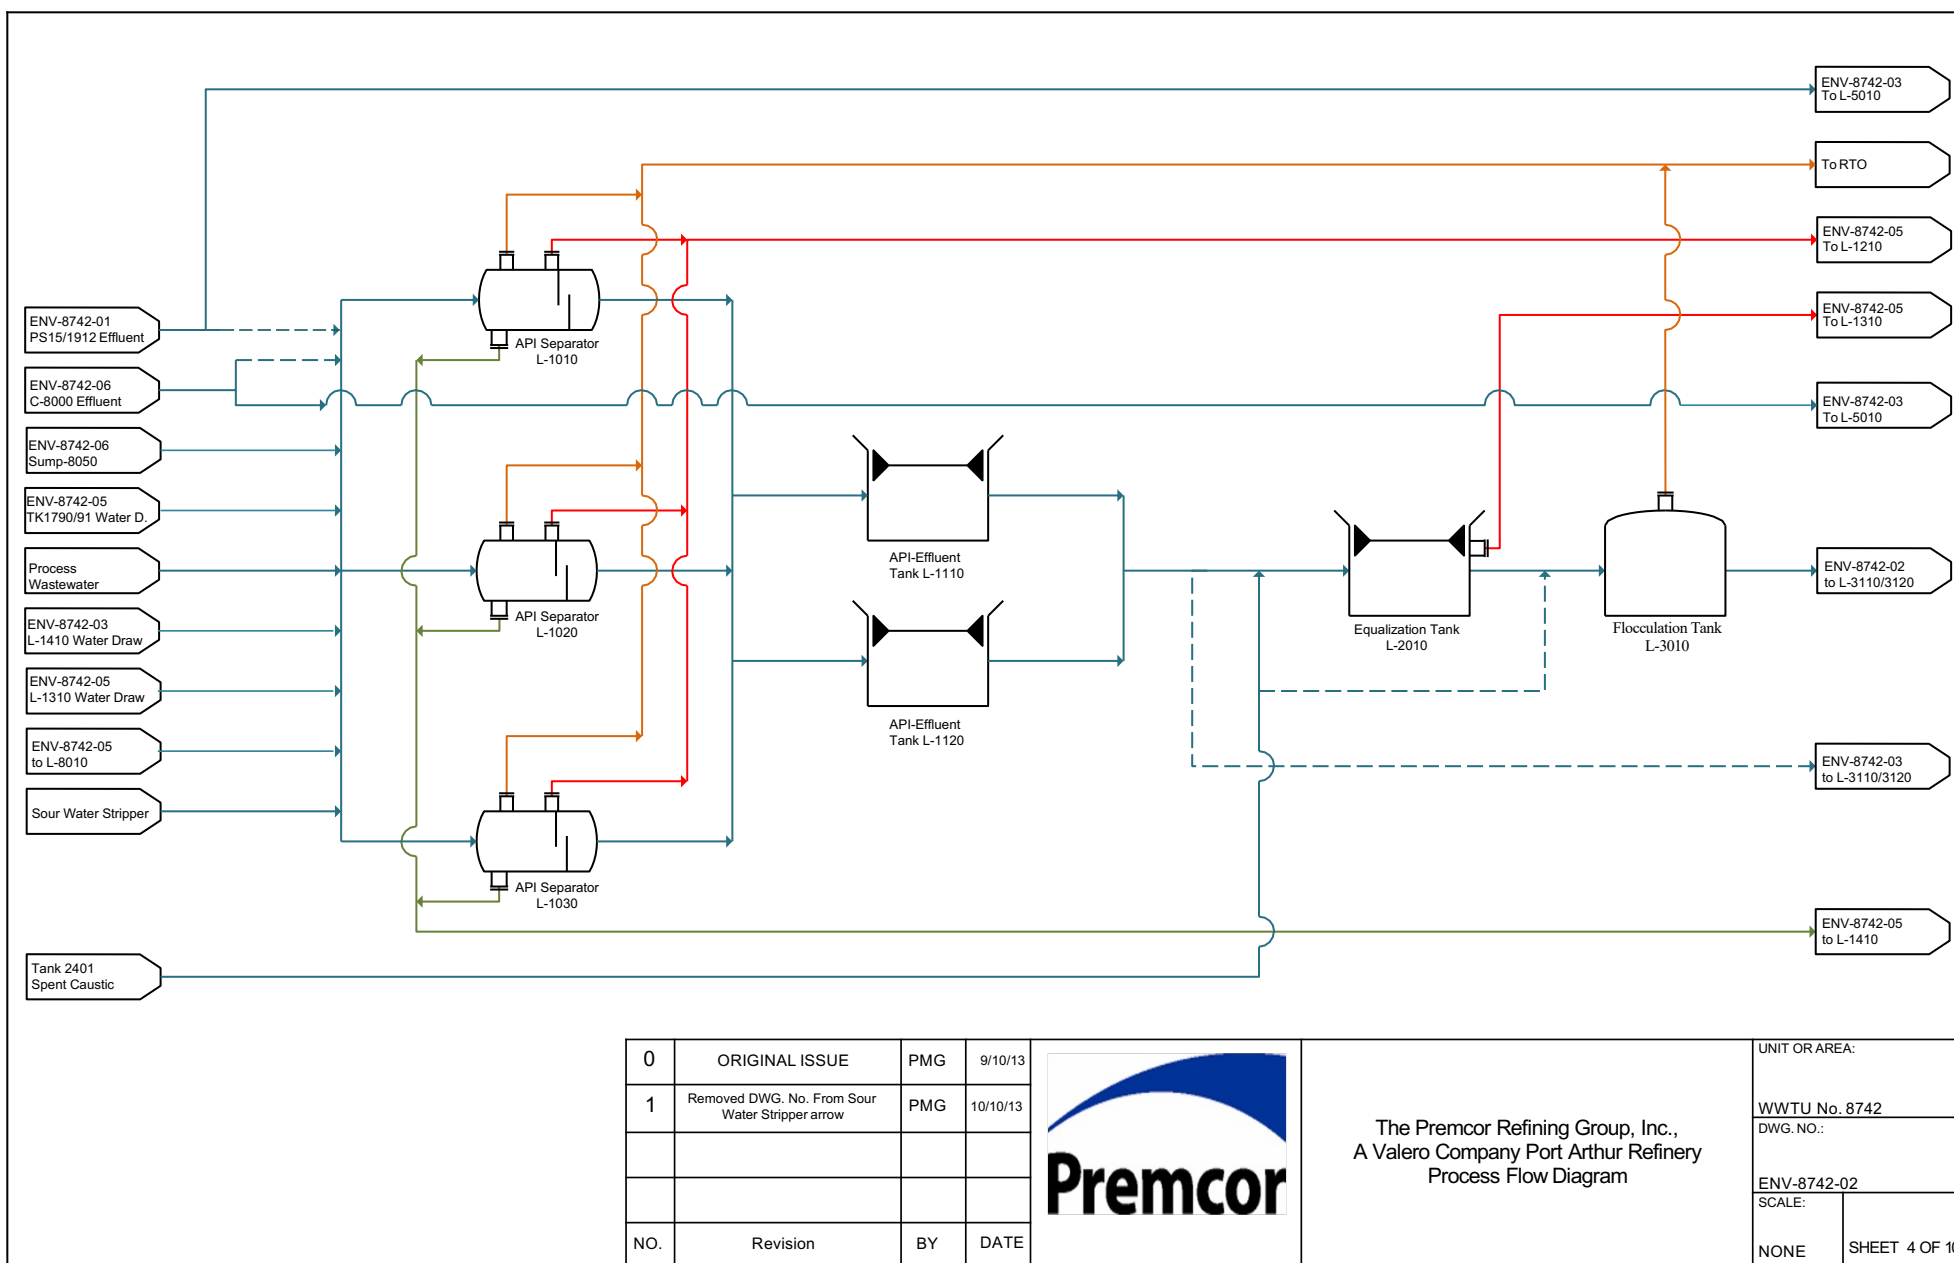 ENV-8742-03
To L-5010
To RTO
ENV-8742-05
To L-1210
ENV-8742-05
To L-1310
ENV-8742-03
To L-5010
ENV-8742-02
to L-3110/3120
ENV-8742-03
to L-3110/3120
ENV-8742-05
to L-1410
ENV-8742-01
PS15/1912 Effluent
ENV-8742-06
C-8000 Effluent
ENV-8742-06
Sump-8050
ENV-8742-05
TK1790/91 Water D.
Process
Wastewater
ENV-8742-03
L-1410 Water Draw
ENV-8742-05
L-1310 Water Draw
ENV-8742-05
to L-8010
Sour Water Stripper
Tank 2401
Spent Caustic
API Separator
L-1010
API Separator
L-1020
API Separator
L-1030
API-Effluent
Tank L-1110
API-Effluent
Tank L-1120
Equalization Tank
L-2010
Flocculation Tank
L-3010
0 ORIGINAL ISSUE PMG 9/10/13
1 Removed DWG. No. From Sour
Water Stripper arrow PMG 10/10/13
NO. Revision BY DATE
Premcor
The Premcor Refining Group, Inc.,
A Valero Company Port Arthur Refinery
Process Flow Diagram
UNIT OR AREA:
WWTU No. 8742
DWG. NO.:
ENV-8742-02
SCALE:
NONE
SHEET 4 OF 10